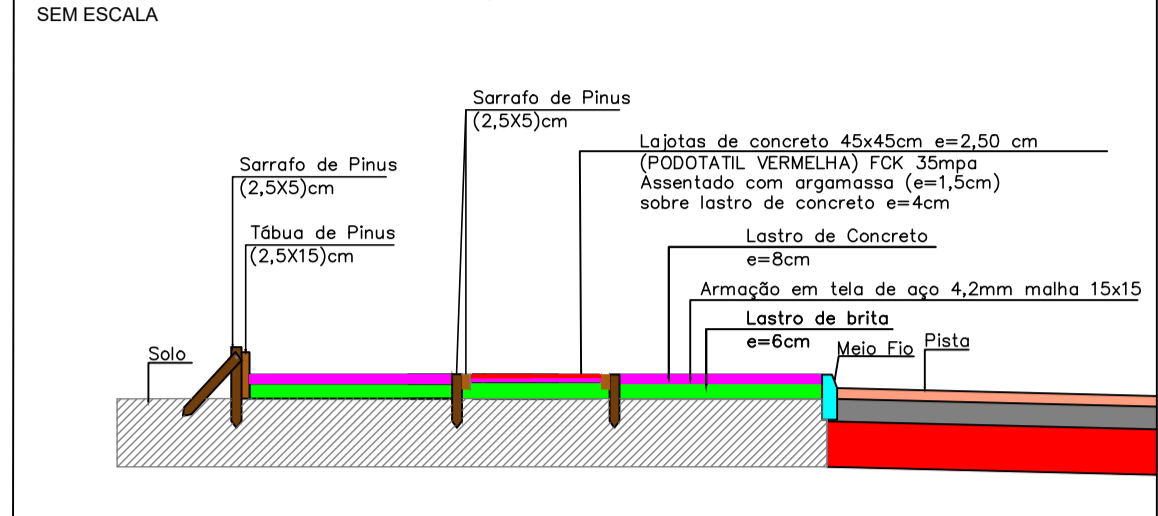 SEM ESCALA
Sarrafo de Pinus
(2,5X5)cm
Lajotas de concreto 45x45cm e=2,50 cm
(PODOTATIL VERMELHA) FCK 35mpa
Assentado com argamassa (e=1,5cm)
sobre lastro de concreto e=4cm
Sarrafo de Pinus
(2,5X5)cm
Tábua de Pinus
(2,5X15)cm
Lastro de Concreto
e=8cm
Armação em tela de aço 4,2mm malha 15x15
Lastro de brita
e=6cm
Solo
Meio Fio
Pista